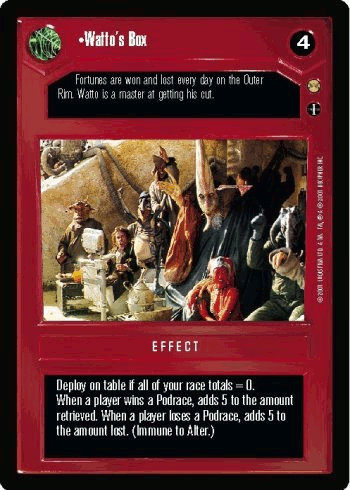 •Watto's Box
4
Fortunes are won and lost every day on the Outer
Rim. Watto is a master at getting his cut.
EFFECT
Deploy on table if all of your race totals = 0.
When a player wins a Podrace, adds 5 to the amount
retrieved. When a player loses a Podrace, adds 5 to
the amount lost. (Immune to Alter.)